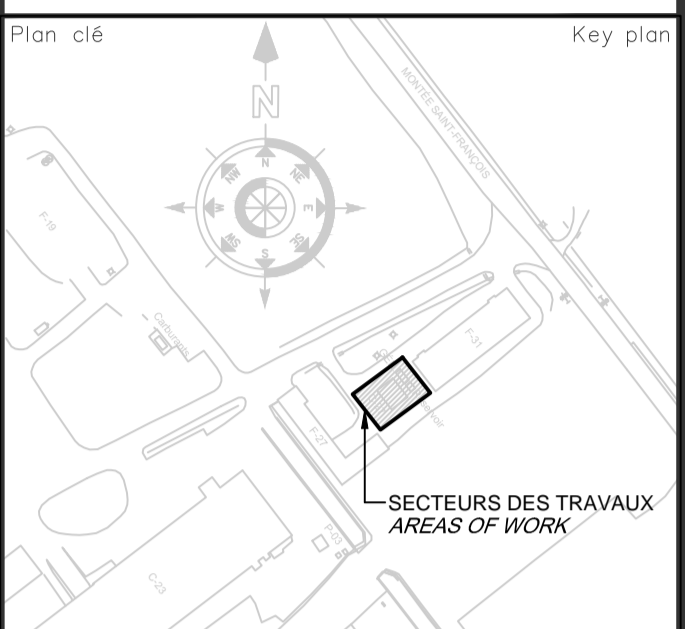 Plan clé
Key plan
N
N
NE
E
SE
S
SW
W
NW
MONTÉE SAINT-FRANÇOIS
F-19
Carburants
F-31
F-27
SECTEURS DES TRAVAUX
AREAS OF WORK
P-03
C-23